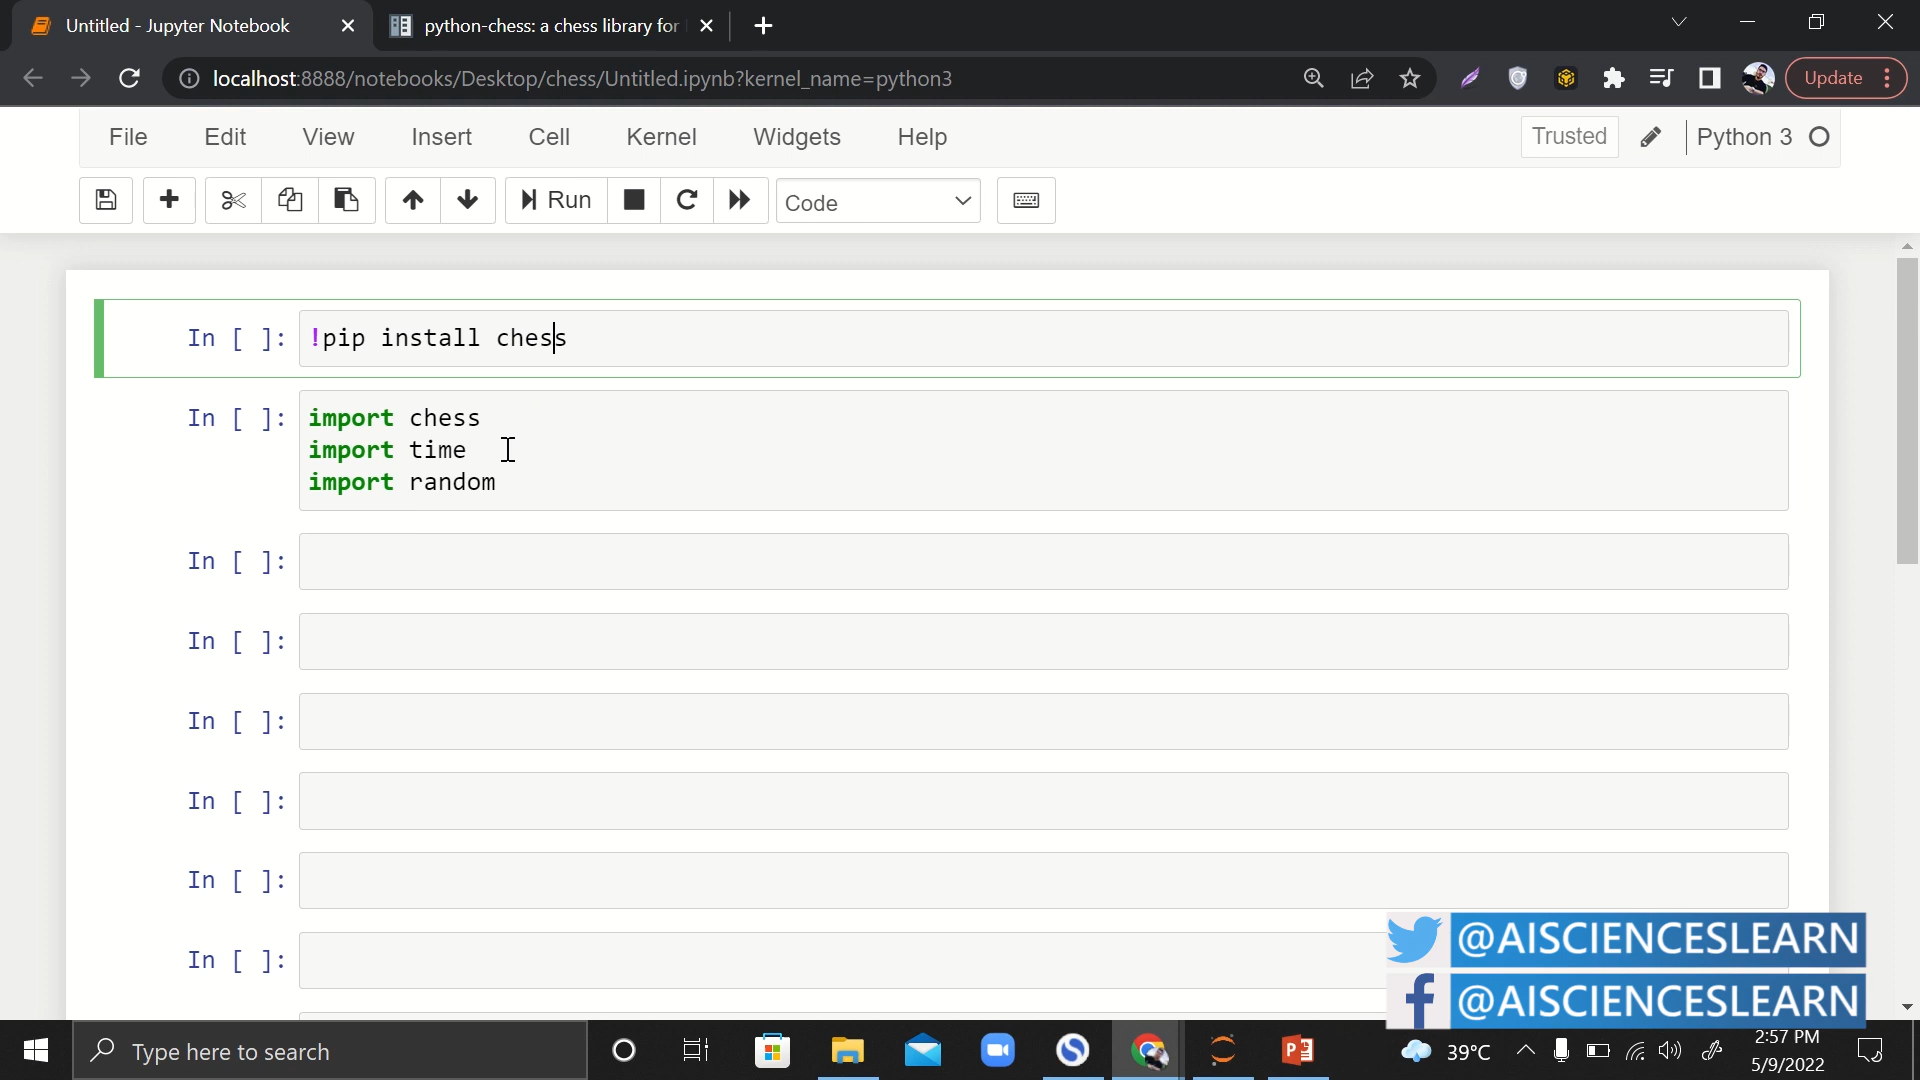 Untitled - Jupyter Notebook
python-chess: a chess library for
localhost:8888/notebooks/Desktop/chess/Untitled.ipynb?kernel_name=python3
Update
File Edit View Insert Cell Kernel Widgets Help
Trusted
Python 3
Run
Code
In [ ]: !pip install chess
In [ ]: import chess
import time
import random
In [ ]:
In [ ]:
In [ ]:
In [ ]:
In [ ]:
In [ ]:
@AISCIENCESLEARN
@AISCIENCESLEARN
Type here to search
39°C
2:57 PM
5/9/2022